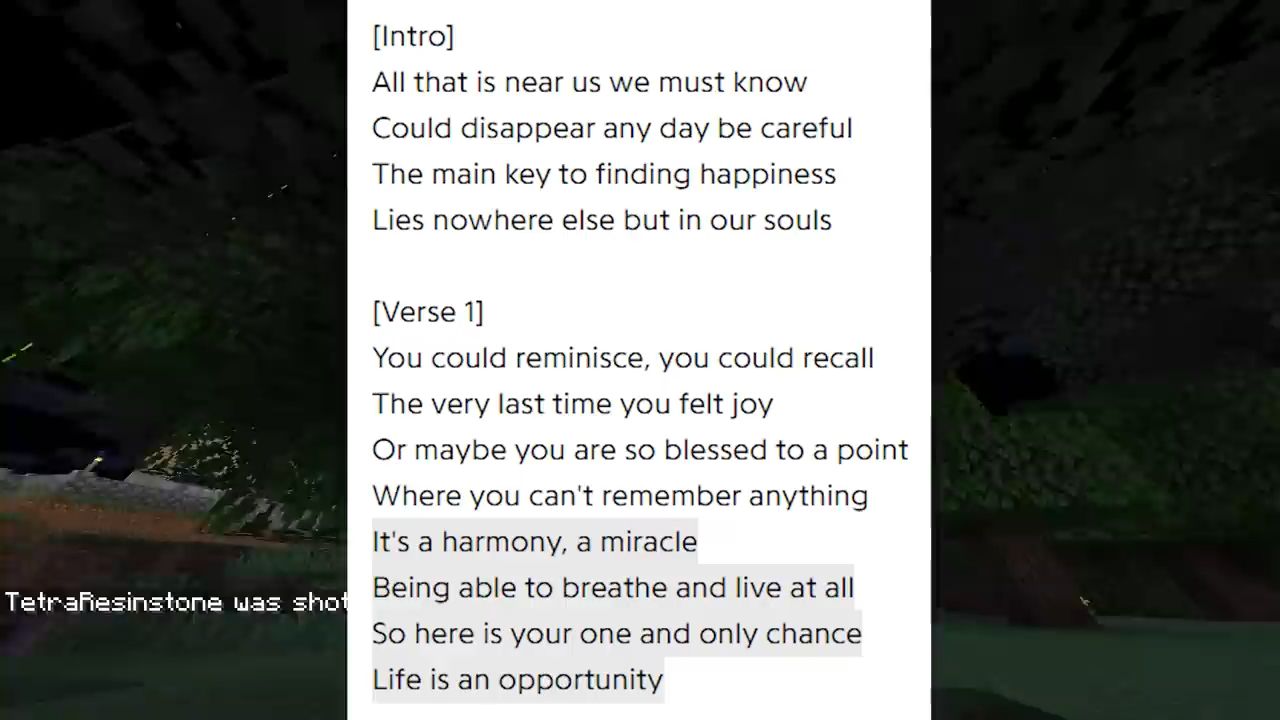 [Intro]
All that is near us we must know
Could disappear any day be careful
The main key to finding happiness
Lies nowhere else but in our souls
[Verse 1]
You could reminisce, you could recall
The very last time you felt joy
Or maybe you are so blessed to a point
Where you can't remember anything
It's a harmony, a miracle
Being able to breathe and live at all
TetraResinstone was shot
So here is your one and only chance
Life is an opportunity